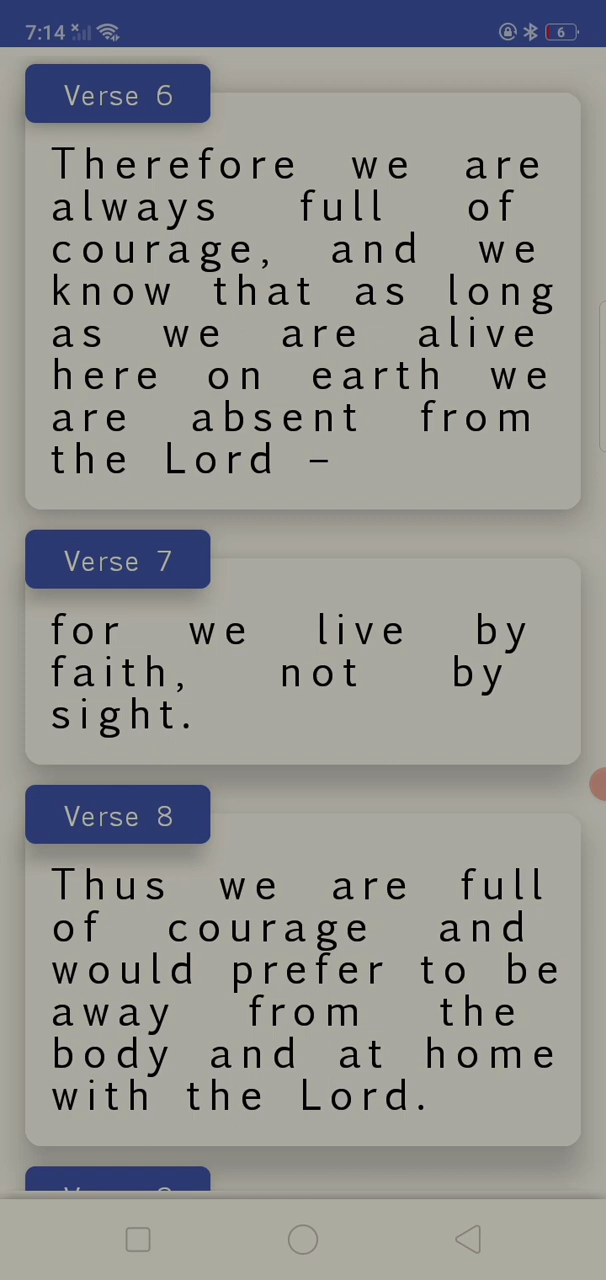 7:14
6
Verse 6
Therefore we are
always full of
courage, and we
know that as long
as we are alive
here on earth we
are absent from
the Lord –
Verse 7
for we live by
faith, not by
sight.
Verse 8
Thus we are full
of courage and
would prefer to be
away from the
body and at home
with the Lord.